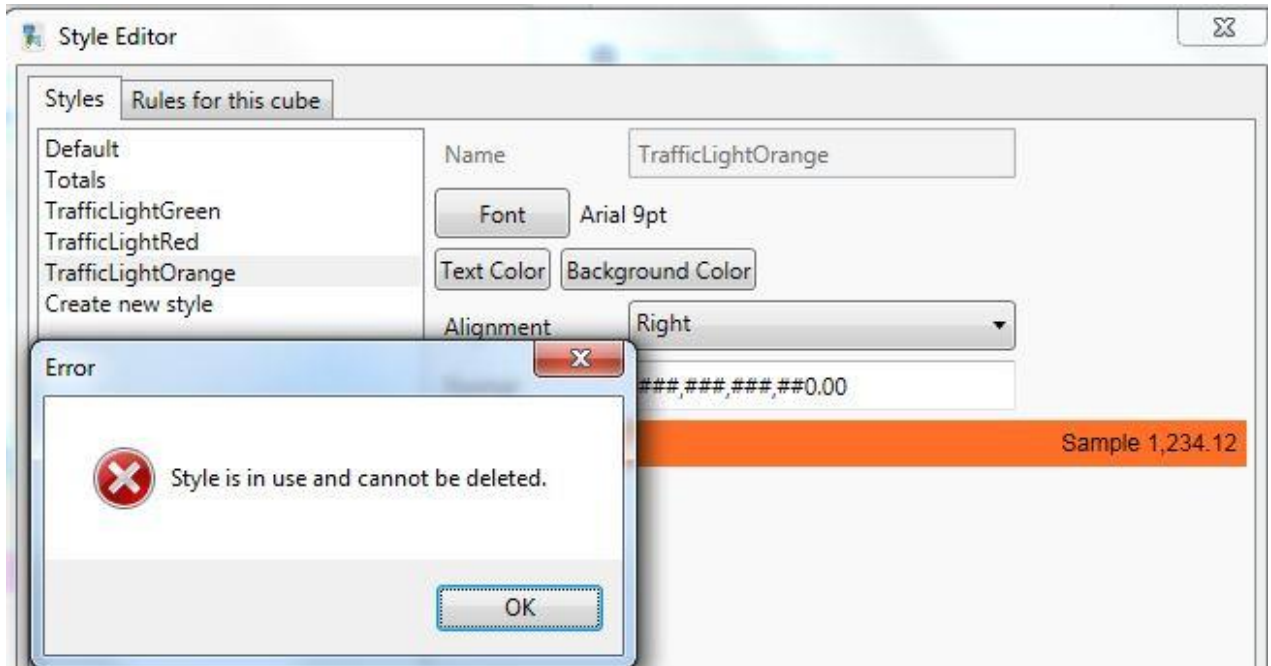 Style Editor
Styles Rules for this cube
Default
Totals
TrafficLightGreen
TrafficLightRed
TrafficLightOrange
Create new style
Name TrafficLightOrange
Font Arial 9pt
Text Color Background Color
Alignment Right
###,###,###,##0.00
Sample 1,234.12
Error
Style is in use and cannot be deleted.
OK